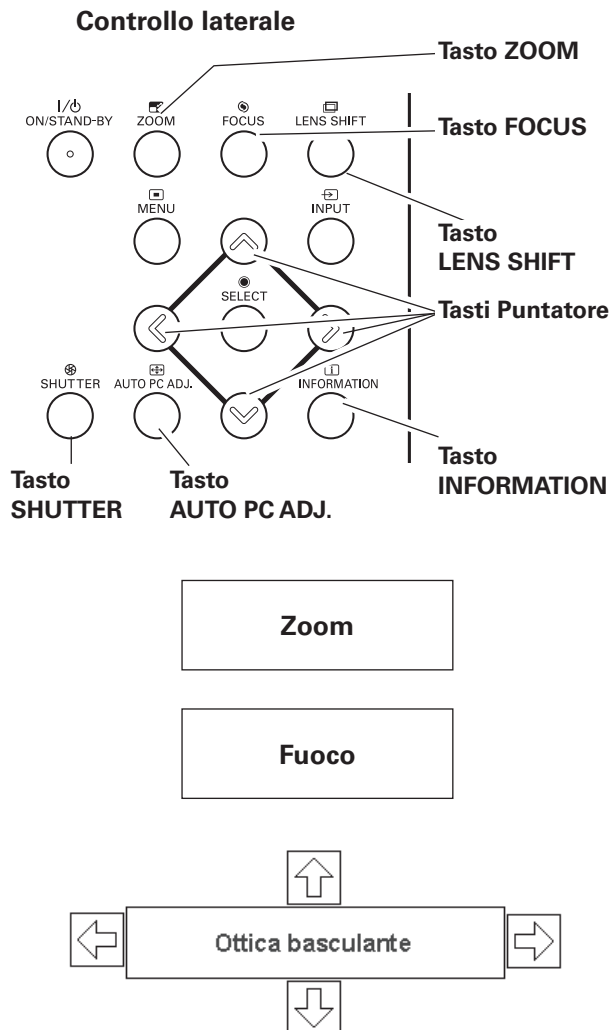 Controllo laterale
Tasto ZOOM
I/⏻
ON/STAND-BY
ZOOM
FOCUS
LENS SHIFT
Tasto FOCUS
MENU
INPUT
Tasto
LENS SHIFT
SELECT
Tasti Puntatore
SHUTTER
AUTO PC ADJ.
i
INFORMATION
Tasto
SHUTTER
Tasto
AUTO PC ADJ.
Tasto
INFORMATION
Zoom
Fuoco
Ottica basculante